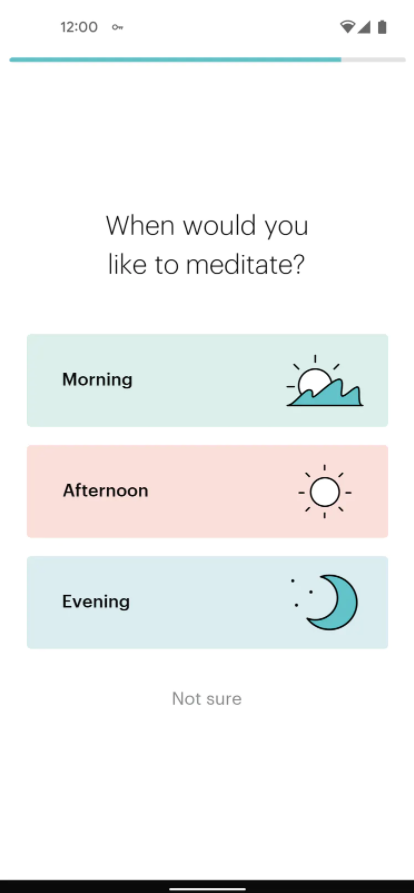 12:00
When would you
like to meditate?
Morning
Afternoon
Evening
Not sure